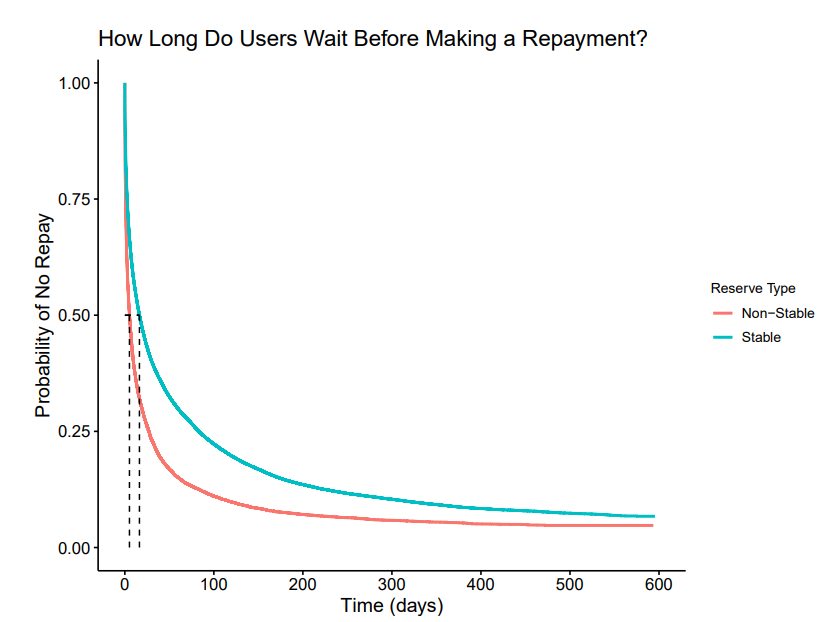 How Long Do Users Wait Before Making a Repayment?
1.00
0.75
0.50
0.25
0.00
Probability of No Repay
0 100 200 300 400 500 600
Time (days)
Reserve Type
Non−Stable
Stable